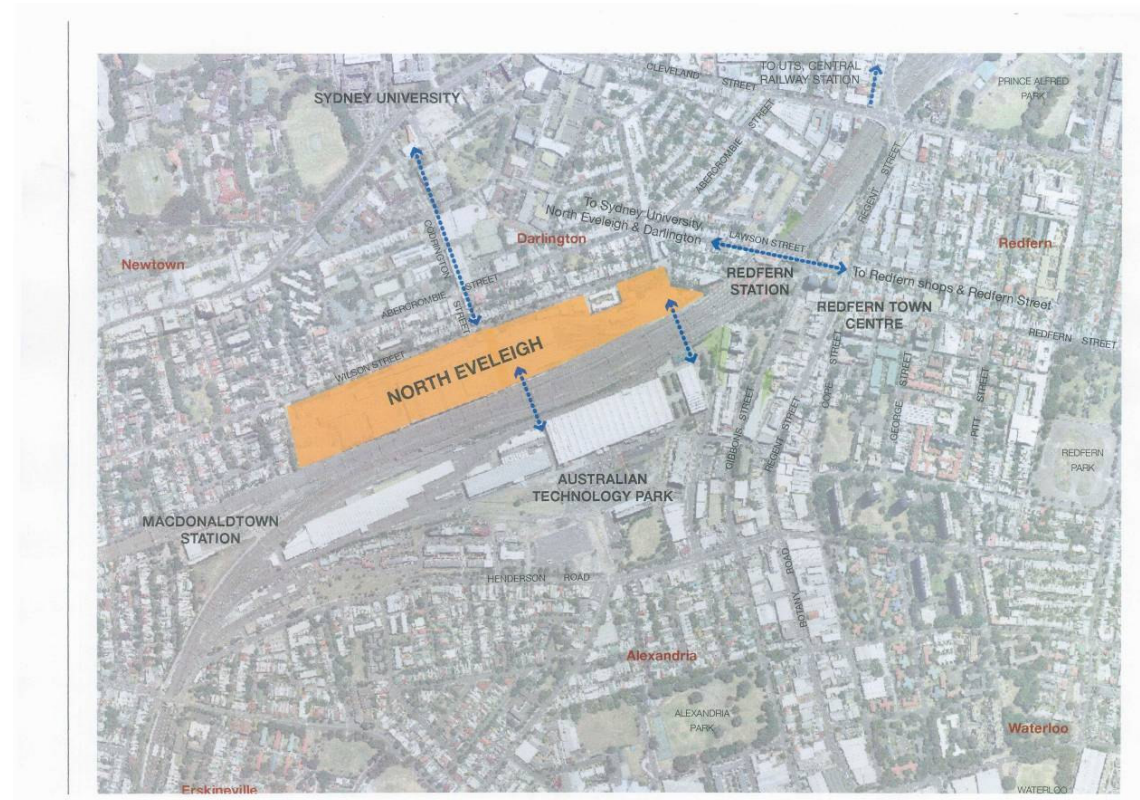 CLEVELAND STREET
TO UTS, CENTRAL
RAILWAY STATION
PRINCE ALFRED
PARK
SYDNEY UNIVERSITY
ABERCROMBIE STREET
REGENT STREET
To Sydney University
North Eveleigh & Darlington
LAWSON STREET
Darlington
Redfern
Newtown
CODRINGTON STREET
ABERCROMBIE STREET
To Redfern shops & Redfern Street
REDFERN
STATION
REDFERN TOWN
CENTRE
REDFERN STREET
WILSON STREET
NORTH EVELEIGH
GIBBONS STREET
REGENT STREET
COPE STREET
GEORGE STREET
PITT STREET
REDFERN
PARK
AUSTRALIAN
TECHNOLOGY PARK
MACDONALDTOWN
STATION
HENDERSON ROAD
BOTANY ROAD
Alexandria
ALEXANDRIA
PARK
Waterloo
Erskineville
WATERLOO